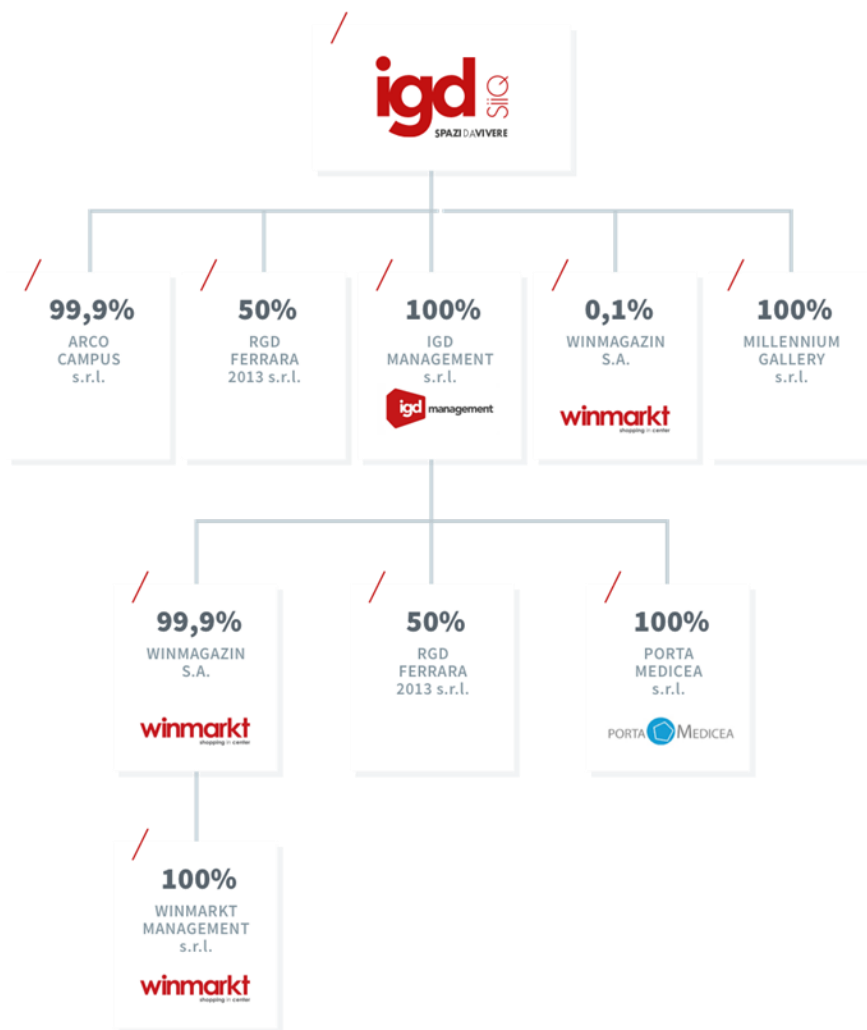 igd
SIIQ
SPAZI DA VIVERE
99,9%
ARCO
CAMPUS
s.r.l.
50%
RGD
FERRARA
2013 s.r.l.
100%
IGD
MANAGEMENT
s.r.l.
igd management
0,1%
WINMAGAZIN
S.A.
winmarkt
shopping in center
100%
MILLENNIUM
GALLERY
s.r.l.
99,9%
WINMAGAZIN
S.A.
winmarkt
shopping in center
50%
RGD
FERRARA
2013 s.r.l.
100%
PORTA
MEDICEA
s.r.l.
PORTA MEDICEA
100%
WINMARKT
MANAGEMENT
s.r.l.
winmarkt
shopping in center